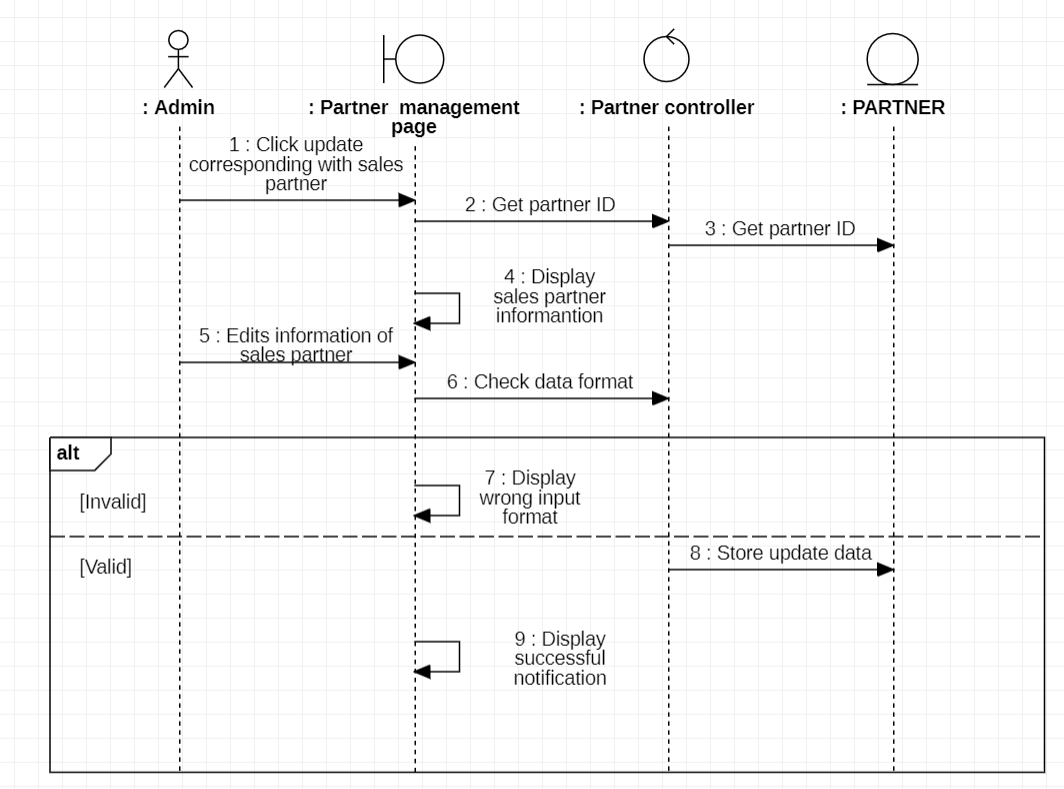 : Admin
: Partner  management
page
: Partner controller
: PARTNER
1 : Click update
corresponding with sales
partner
2 : Get partner ID
3 : Get partner ID
4 : Display
sales partner
informantion
5 : Edits information of
sales partner
6 : Check data format
alt
[Invalid]
7 : Display
wrong input
format
[Valid]
8 : Store update data
9 : Display
successful
notification